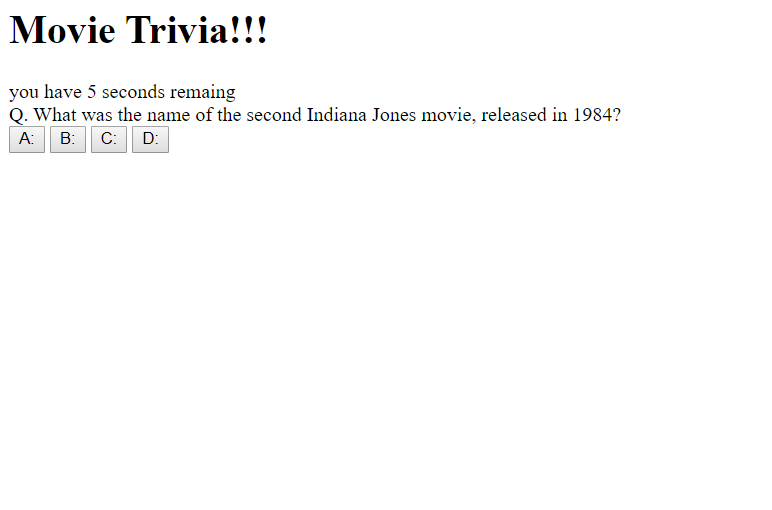 Movie Trivia!!!
you have 5 seconds remaing
Q. What was the name of the second Indiana Jones movie, released in 1984?
A: B: C: D: